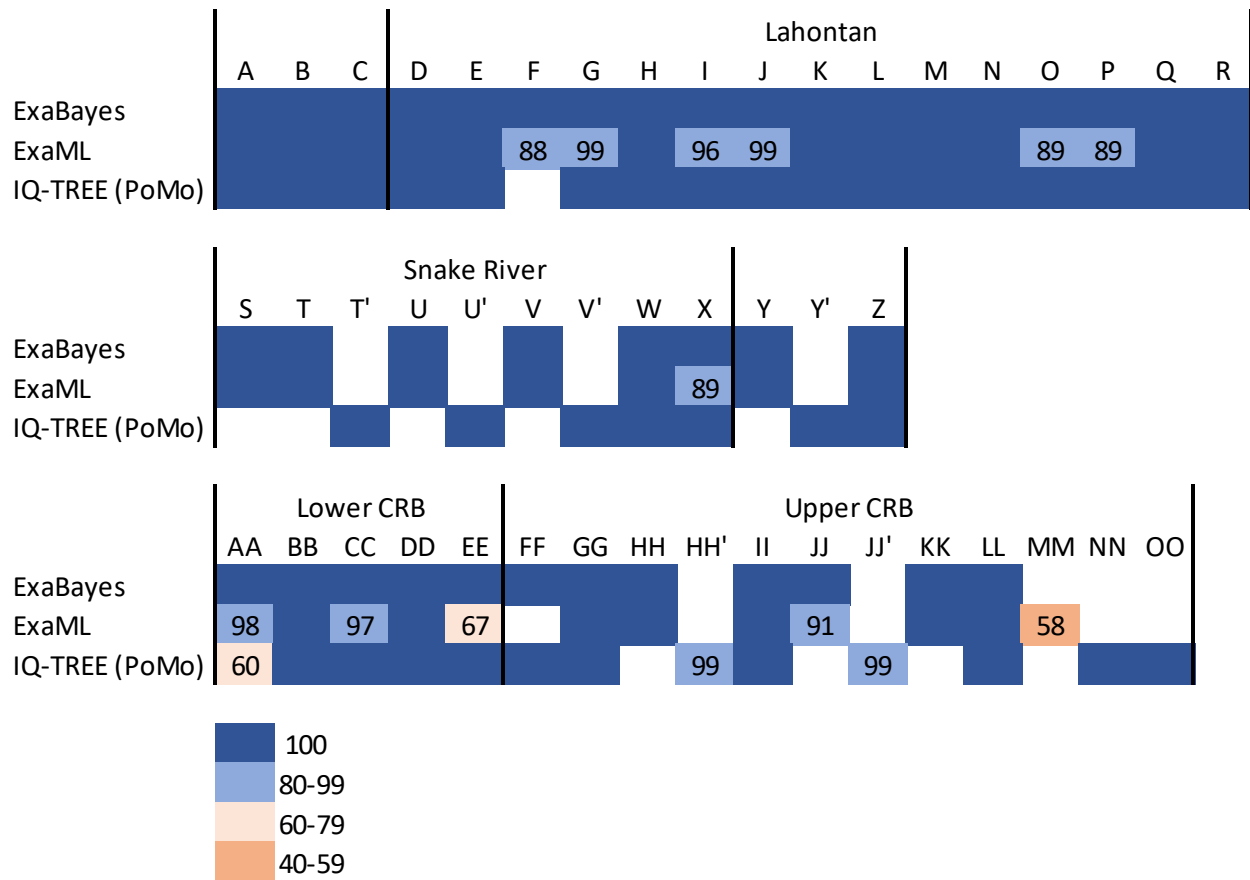 Lahontan
A B C D E F G H I J K L M N O P Q R
ExaBayes
ExaML 88 99 96 99 89 89
IQ-TREE (PoMo)
Snake River
S T T' U U' V V' W X Y Y' Z
ExaBayes
ExaML 89
IQ-TREE (PoMo)
Lower CRB Upper CRB
AA BB CC DD EE FF GG HH HH' II JJ JJ' KK LL MM NN OO
ExaBayes
ExaML 98 97 67 91 58
IQ-TREE (PoMo) 60 99 99
100
80-99
60-79
40-59